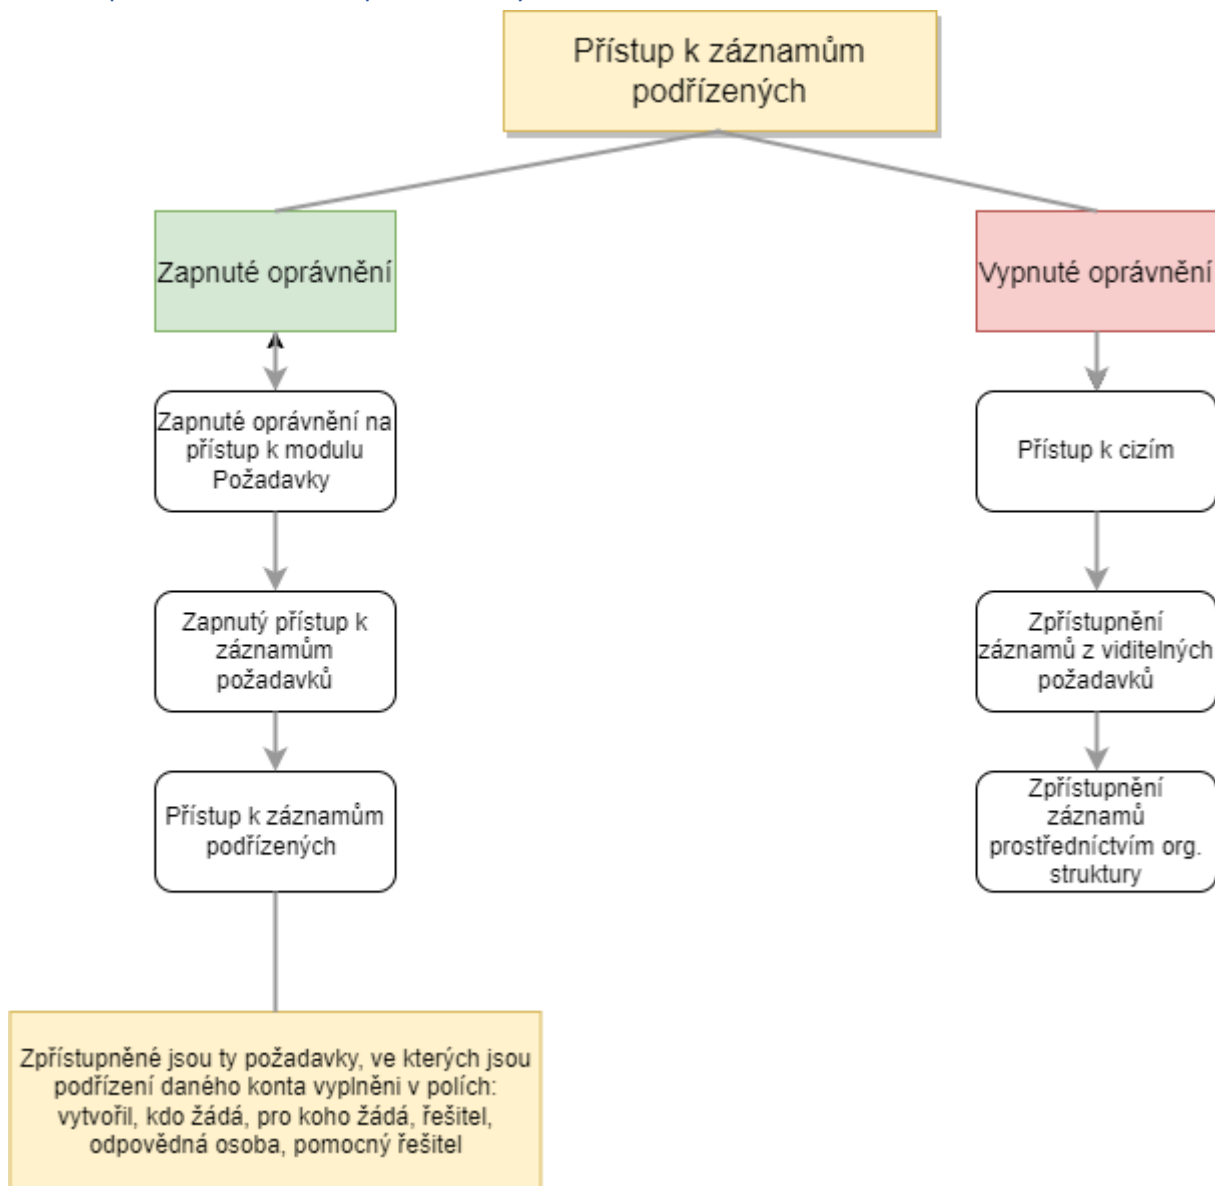 Přístup k záznamům
podřízených
Zapnuté oprávnění
Vypnuté oprávnění
Zapnuté oprávnění na
přístup k modulu
Požadavky
Přístup k cizím
Zapnutý přístup k
záznamům
požadavků
Zpřístupnění
záznamů z viditelných
požadavků
Přístup k záznamům
podřízených
Zpřístupnění
záznamů
prostředníctvím org.
struktury
Zpřístupněné jsou ty požadavky, ve kterých jsou
podřízení daného konta vyplněni v polích:
vytvořil, kdo žádá, pro koho žádá, řešitel,
odpovědná osoba, pomocný řešitel